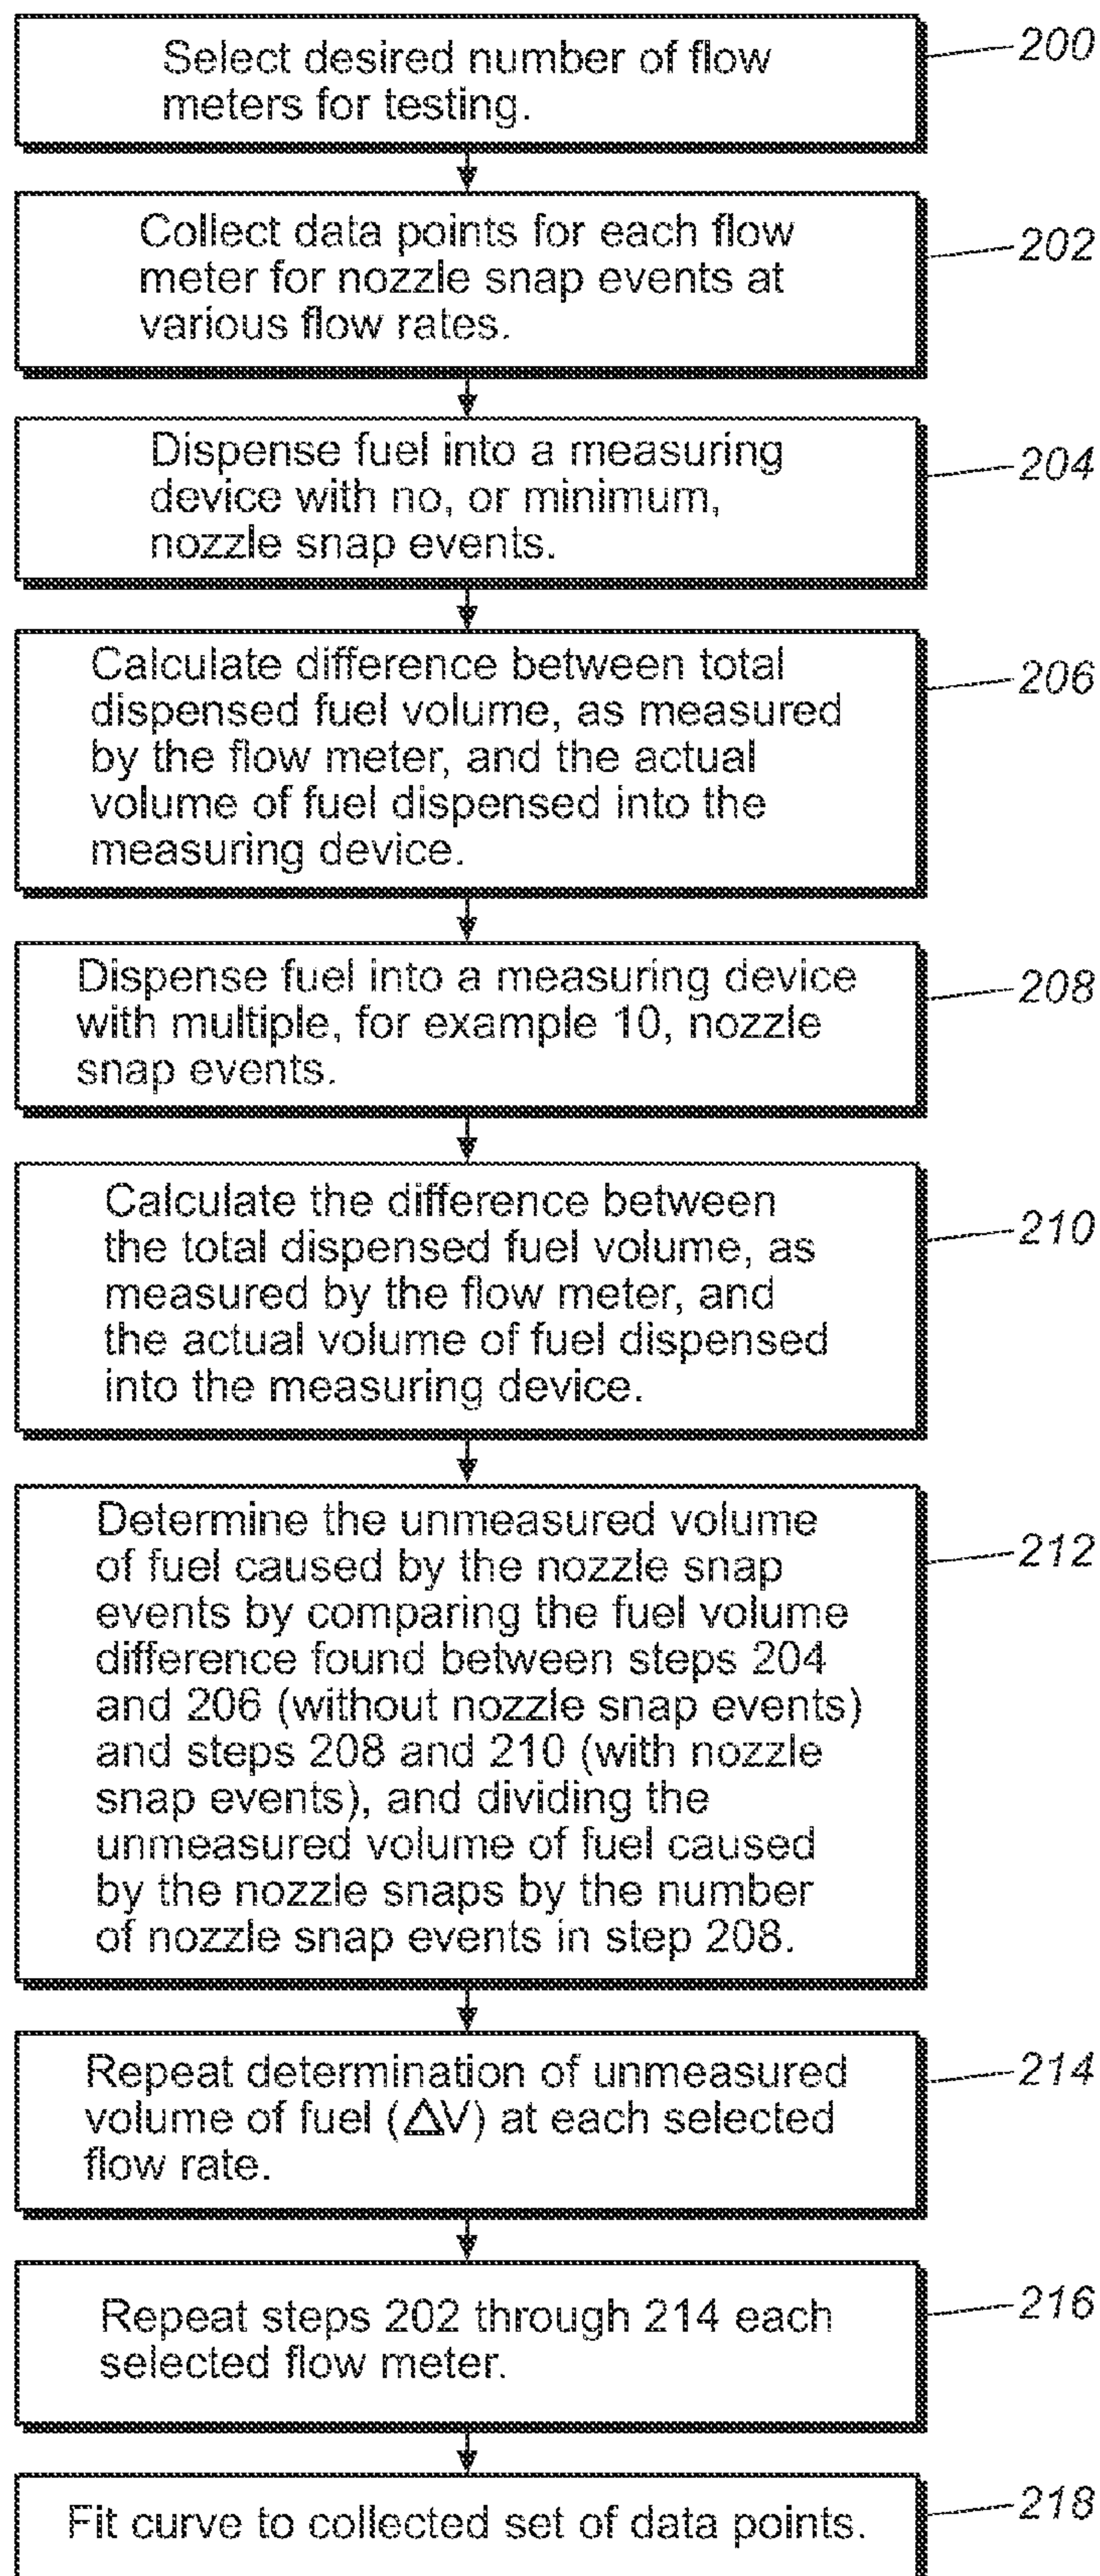 Select desired number of flow
meters for testing.
200
Collect data points for each flow
meter for nozzle snap events at
various flow rates.
202
Dispense fuel into a measuring
device with no, or minimum,
nozzle snap events.
204
Calculate difference between total
dispensed fuel volume, as measured
by the flow meter, and the actual
volume of fuel dispensed into the
measuring device.
206
Dispense fuel into a measuring device
with multiple, for example 10, nozzle
snap events.
208
Calculate the difference between
the total dispensed fuel volume, as
measured by the flow meter, and
the actual volume of fuel dispensed
into the measuring device.
210
Determine the unmeasured volume
of fuel caused by the nozzle snap
events by comparing the fuel volume
difference found between steps 204
and 206 (without nozzle snap events)
and steps 208 and 210 (with nozzle
snap events), and dividing the
unmeasured volume of fuel caused
by the nozzle snaps by the number
of nozzle snap events in step 208.
212
Repeat determination of unmeasured
volume of fuel (ΔV) at each selected
flow rate.
214
Repeat steps 202 through 214 each
selected flow meter.
216
Fit curve to collected set of data points.
218